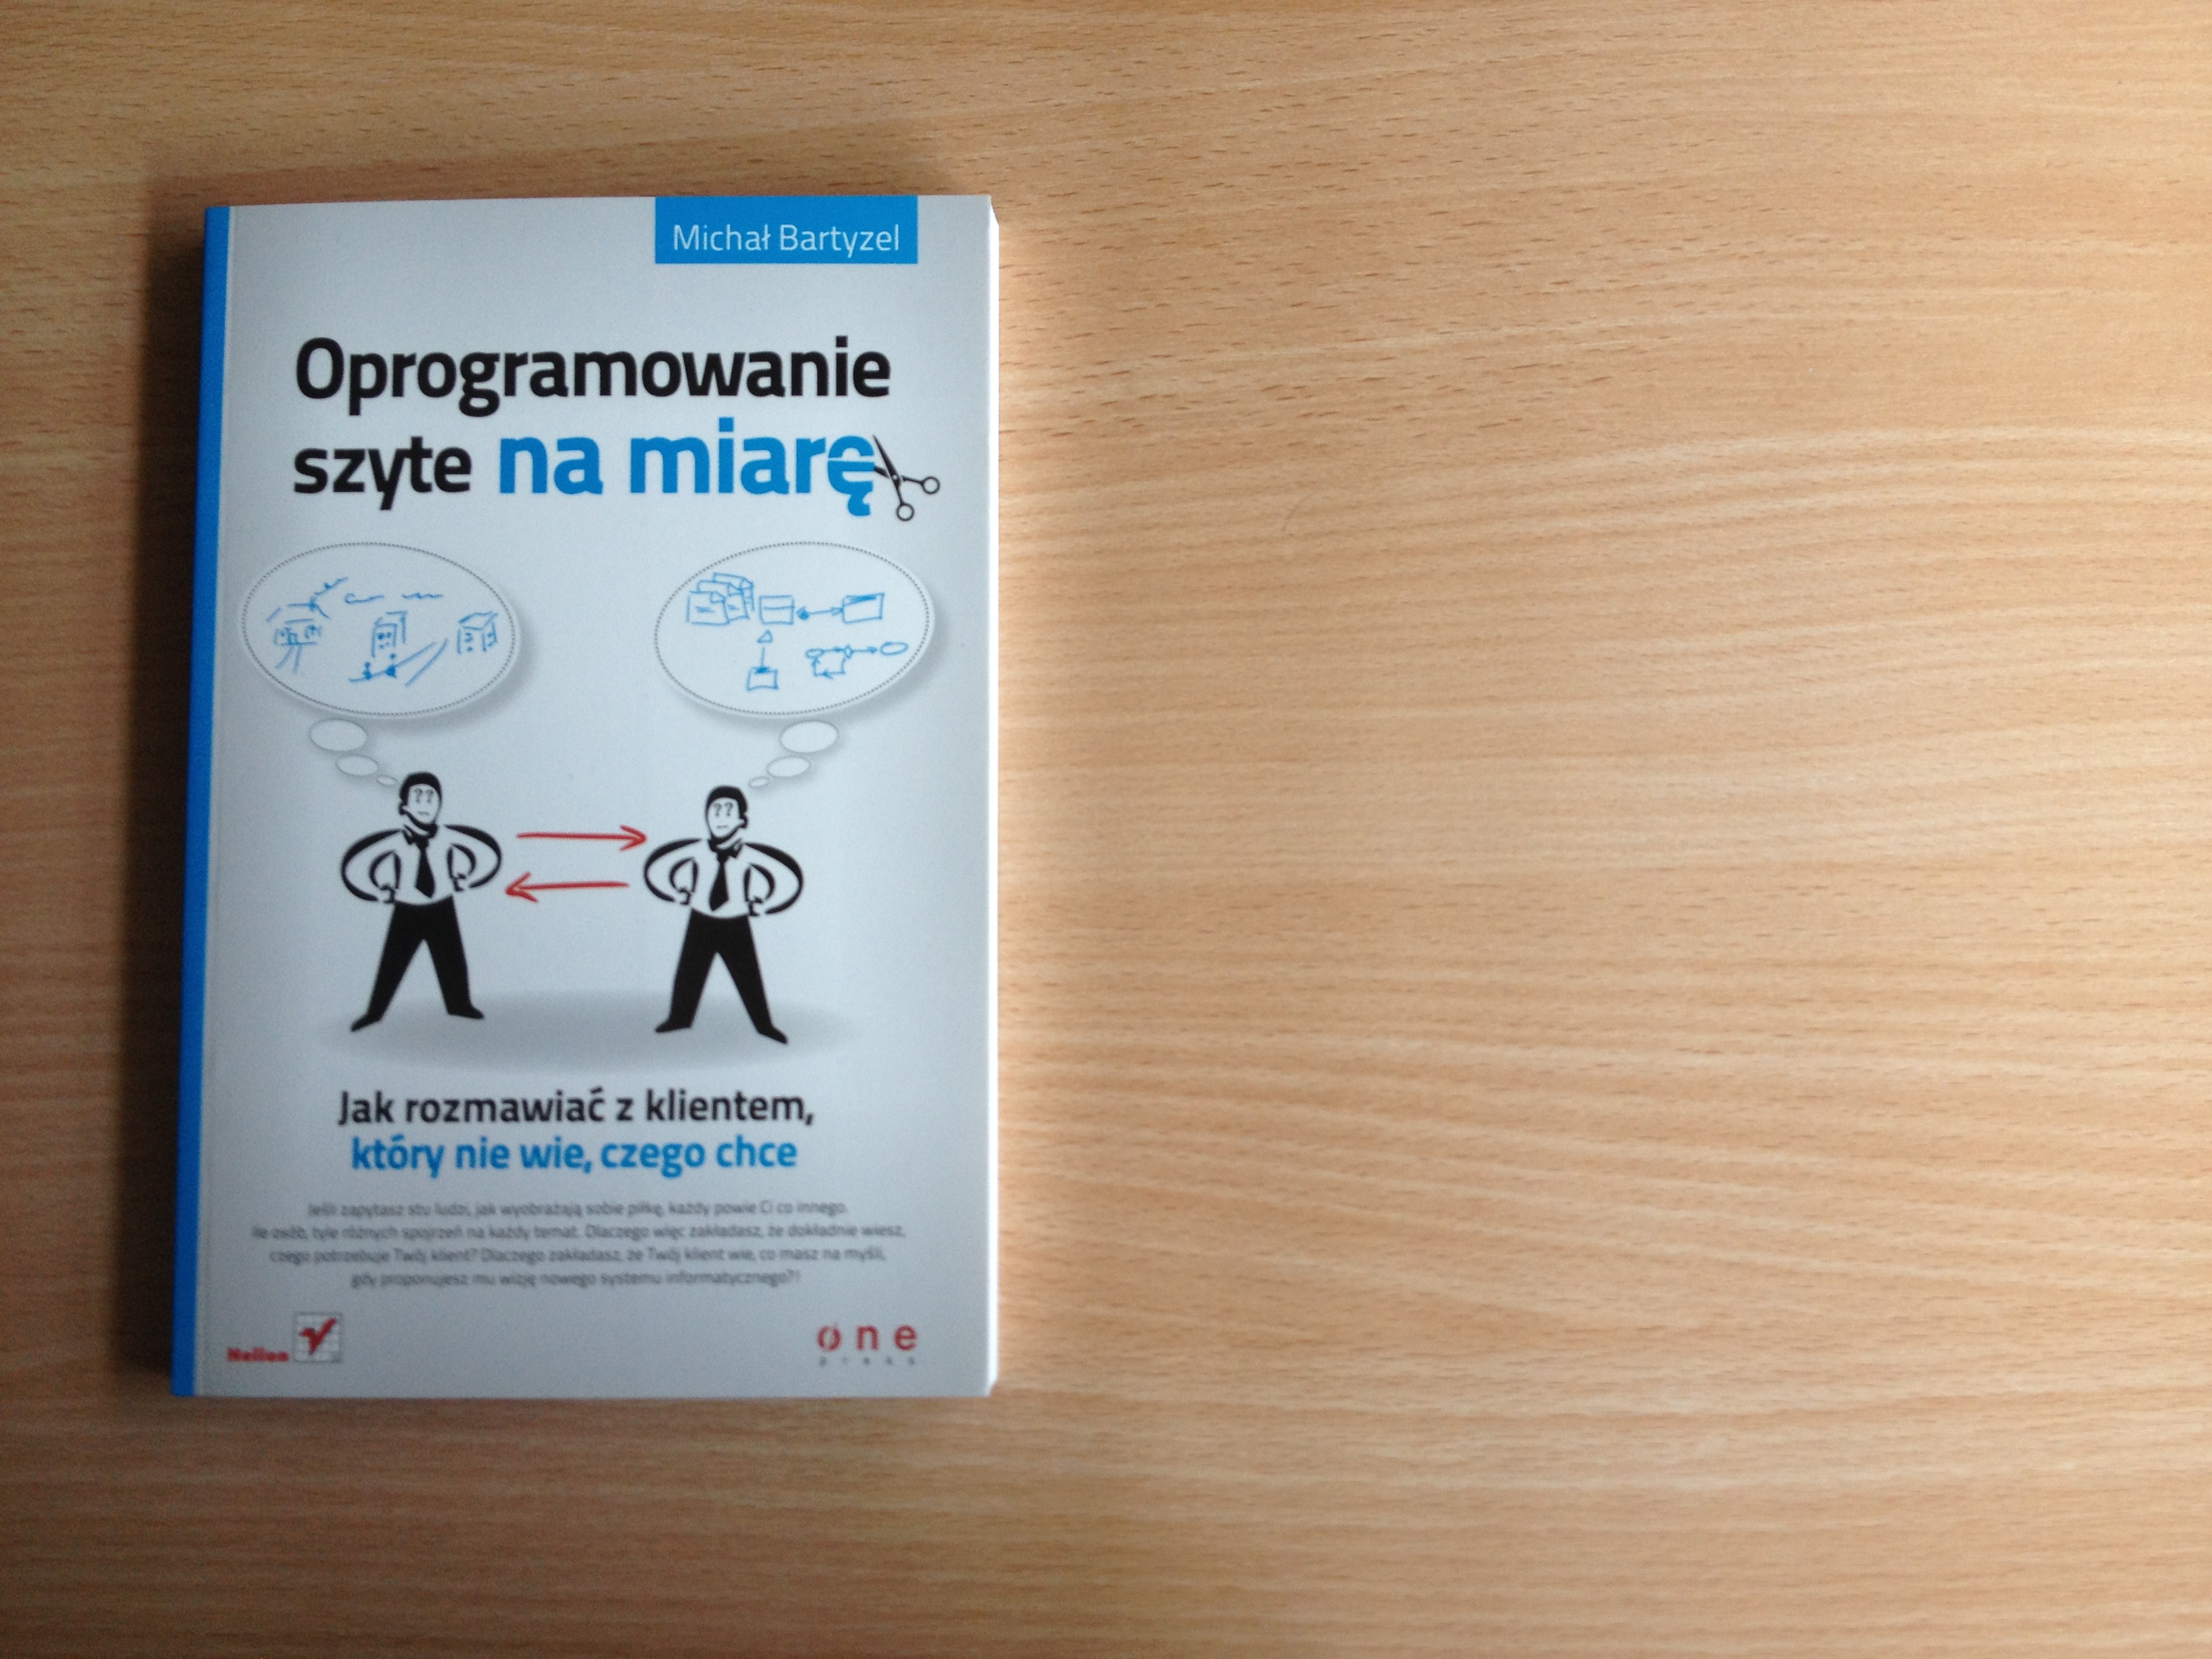 Michał Bartyzel
Oprogramowanie
szyte na miarę
??
??
Jak rozmawiać z klientem,
który nie wie, czego chce
Jeśli zapytasz stu ludzi, jak wyobrażają sobie piłkę, każdy powie Ci co innego.
Ile osób, tyle różnych spojrzeń na każdy temat. Dlaczego więc zakładasz, że dokładnie wiesz,
czego potrzebuje Twój klient? Dlaczego zakładasz, że Twój klient wie, co masz na myśli,
gdy proponujesz mu wizję nowego systemu informatycznego?!
Helion
one
press